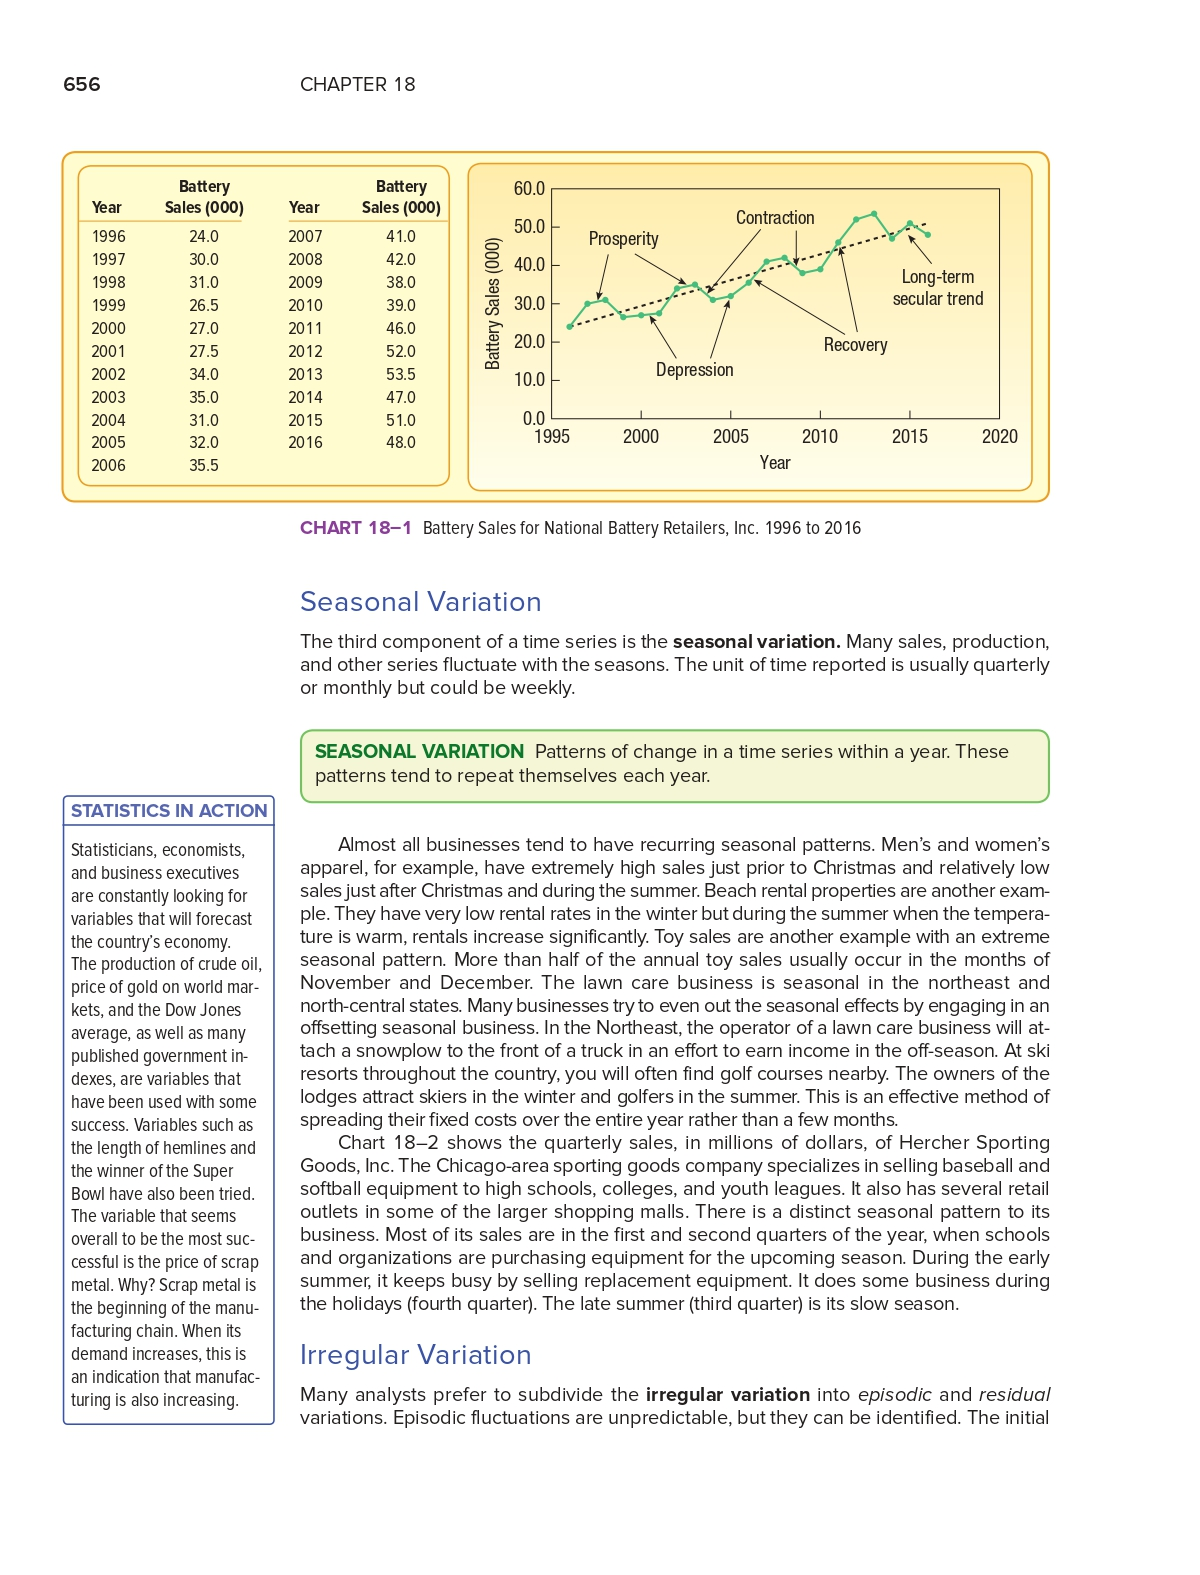 656 CHAPTER 18
Battery Battery
Year Sales (000) Year Sales (000)
1996 24.0 2007 41.0
1997 30.0 2008 42.0
1998 31.0 2009 38.0
1999 26.5 2010 39.0
2000 27.0 2011 46.0
2001 27.5 2012 52.0
2002 34.0 2013 53.5
2003 35.0 2014 47.0
2004 31.0 2015 51.0
2005 32.0 2016 48.0
2006 35.5
Battery Sales (000)
60.0
50.0
40.0
30.0
20.0
10.0
0.0
Prosperity
Contraction
Long-term
secular trend
Recovery
Depression
1995 2000 2005 2010 2015 2020
Year
CHART 18–1 Battery Sales for National Battery Retailers, Inc. 1996 to 2016
Seasonal Variation
The third component of a time series is the seasonal variation. Many sales, production,
and other series fluctuate with the seasons. The unit of time reported is usually quarterly
or monthly but could be weekly.
SEASONAL VARIATION Patterns of change in a time series within a year. These
patterns tend to repeat themselves each year.
STATISTICS IN ACTION
Statisticians, economists,
and business executives
are constantly looking for
variables that will forecast
the country's economy.
The production of crude oil,
price of gold on world mar-
kets, and the Dow Jones
average, as well as many
published government in-
dexes, are variables that
have been used with some
success. Variables such as
the length of hemlines and
the winner of the Super
Bowl have also been tried.
The variable that seems
overall to be the most suc-
cessful is the price of scrap
metal. Why? Scrap metal is
the beginning of the manu-
facturing chain. When its
demand increases, this is
an indication that manufac-
turing is also increasing.
Almost all businesses tend to have recurring seasonal patterns. Men's and women's
apparel, for example, have extremely high sales just prior to Christmas and relatively low
sales just after Christmas and during the summer. Beach rental properties are another exam-
ple. They have very low rental rates in the winter but during the summer when the tempera-
ture is warm, rentals increase significantly. Toy sales are another example with an extreme
seasonal pattern. More than half of the annual toy sales usually occur in the months of
November and December. The lawn care business is seasonal in the northeast and
north-central states. Many businesses try to even out the seasonal effects by engaging in an
offsetting seasonal business. In the Northeast, the operator of a lawn care business will at-
tach a snowplow to the front of a truck in an effort to earn income in the off-season. At ski
resorts throughout the country, you will often find golf courses nearby. The owners of the
lodges attract skiers in the winter and golfers in the summer. This is an effective method of
spreading their fixed costs over the entire year rather than a few months.
Chart 18–2 shows the quarterly sales, in millions of dollars, of Hercher Sporting
Goods, Inc. The Chicago-area sporting goods company specializes in selling baseball and
softball equipment to high schools, colleges, and youth leagues. It also has several retail
outlets in some of the larger shopping malls. There is a distinct seasonal pattern to its
business. Most of its sales are in the first and second quarters of the year, when schools
and organizations are purchasing equipment for the upcoming season. During the early
summer, it keeps busy by selling replacement equipment. It does some business during
the holidays (fourth quarter). The late summer (third quarter) is its slow season.
Irregular Variation
Many analysts prefer to subdivide the irregular variation into episodic and residual
variations. Episodic fluctuations are unpredictable, but they can be identified. The initial